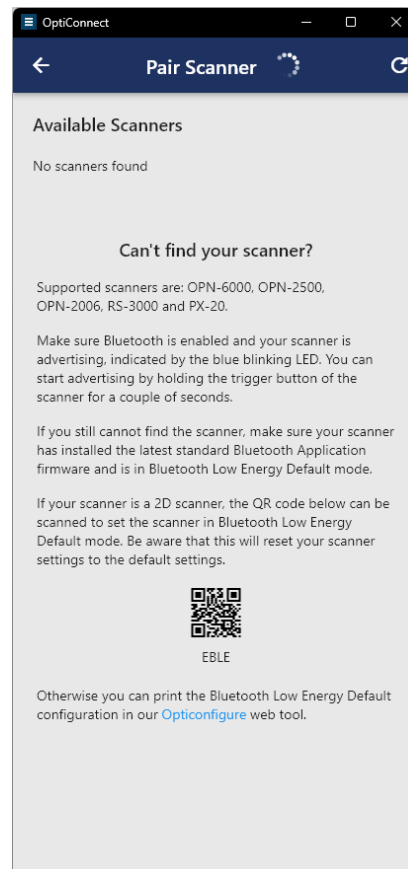 OptiConnect
Pair Scanner
Available Scanners
No scanners found
Can't find your scanner?
Supported scanners are: OPN-6000, OPN-2500,
OPN-2006, RS-3000 and PX-20.
Make sure Bluetooth is enabled and your scanner is
advertising, indicated by the blue blinking LED. You can
start advertising by holding the trigger button of the
scanner for a couple of seconds.
If you still cannot find the scanner, make sure your scanner
has installed the latest standard Bluetooth Application
firmware and is in Bluetooth Low Energy Default mode.
If your scanner is a 2D scanner, the QR code below can be
scanned to set the scanner in Bluetooth Low Energy
Default mode. Be aware that this will reset your scanner
settings to the default settings.
EBLE
Otherwise you can print the Bluetooth Low Energy Default
configuration in our Opticonfigure web tool.